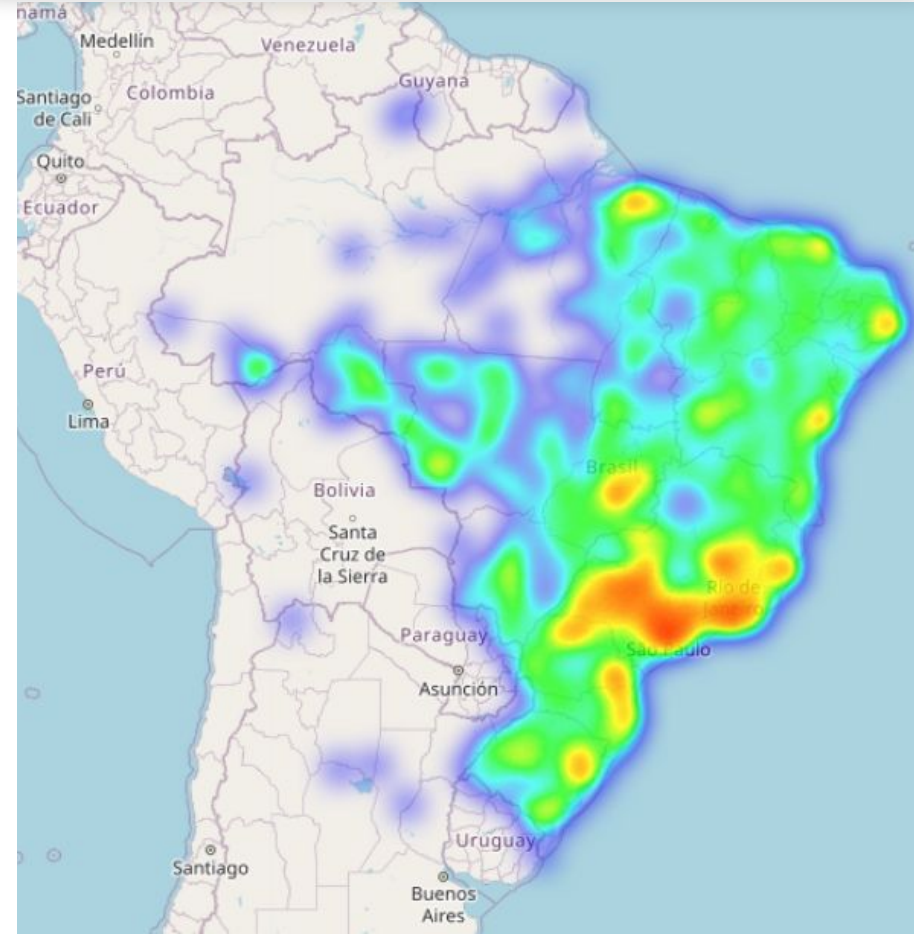 namá
Medellín
Venezuela
Guyana
Colombia
Santiago
de Cali
Quito
Ecuador
Perú
Lima
Brasil
Bolivia
Santa
Cruz de
la Sierra
Rio de
Janeiro
São Paulo
Paraguay
Asunción
Uruguay
Santiago
Buenos
Aires